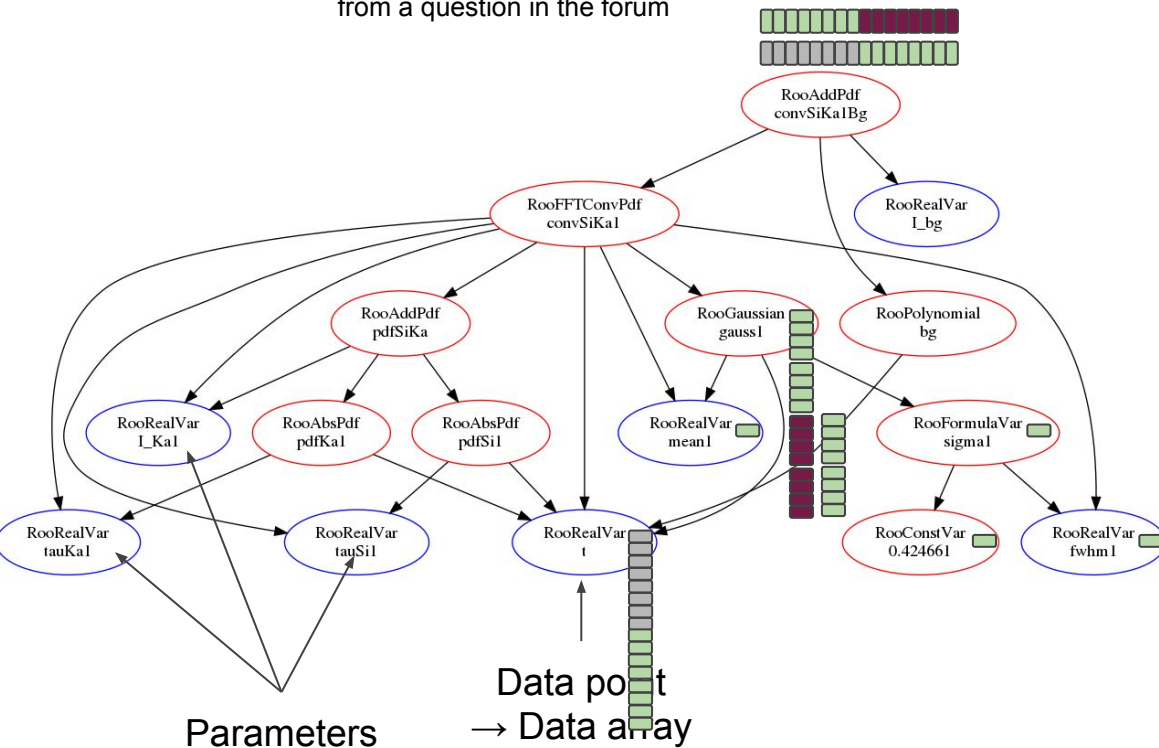 from a question in the forum
RooAddPdf
convSiKa1Bg
RooFFTConvPdf
convSiKa1
RooRealVar
I_bg
RooAddPdf
pdfSiKa
RooGaussian
gauss1
RooPolynomial
bg
RooRealVar
I_Ka1
RooAbsPdf
pdfKa1
RooAbsPdf
pdfSi1
RooRealVar
mean1
RooFormulaVar
sigma1
RooRealVar
tauKa1
RooRealVar
tauSi1
RooRealVar
t
RooConstVar
0.424661
RooRealVar
fwhm1
Data point
→ Data array
Parameters